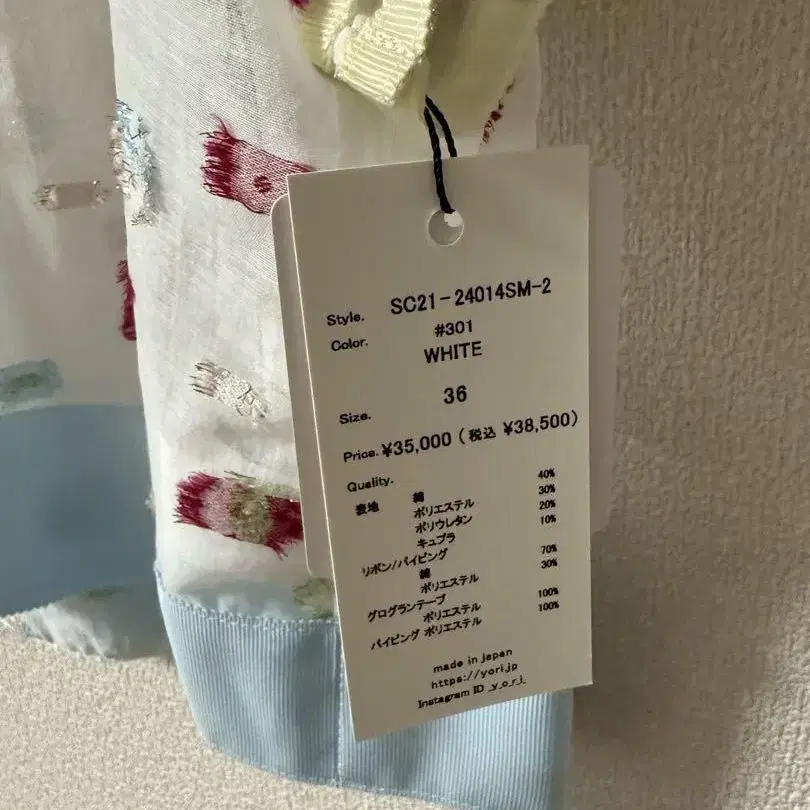 Style. SC21-24014SM-2
Color. #301
WHITE
Size. 36
Price. ¥35,000 (税込 ¥38,500)
Quality.
表地 綿 40%
ポリエステル 30%
ポリウレタン 20%
キュプラ 10%
リボン/パイピング
綿 70%
ポリエステル 30%
グログランテープ
ポリエステル 100%
パイピング ポリエステル 100%
made in japan
https://yori.jp
Instagram ID _y_o_r_i_